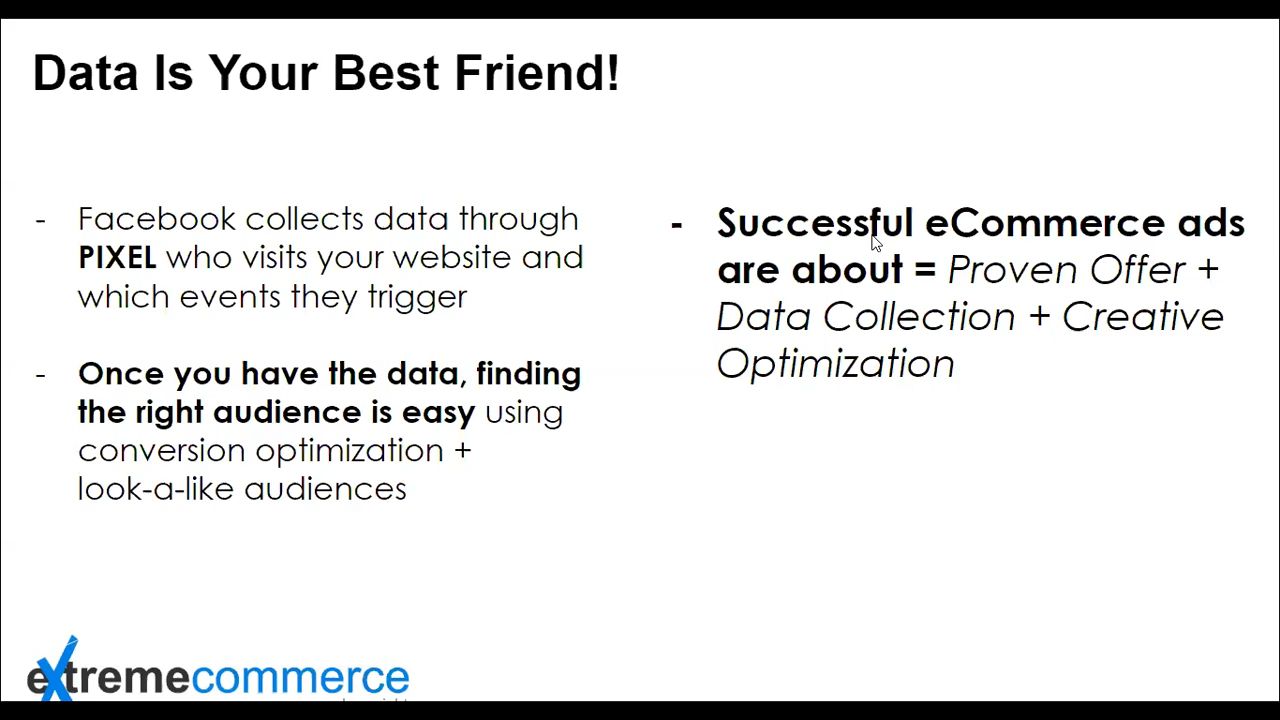 Data Is Your Best Friend!
- Facebook collects data through
PIXEL who visits your website and
which events they trigger
- Once you have the data, finding
the right audience is easy using
conversion optimization +
look-a-like audiences
- Successful eCommerce ads
are about = Proven Offer +
Data Collection + Creative
Optimization
extremecommerce